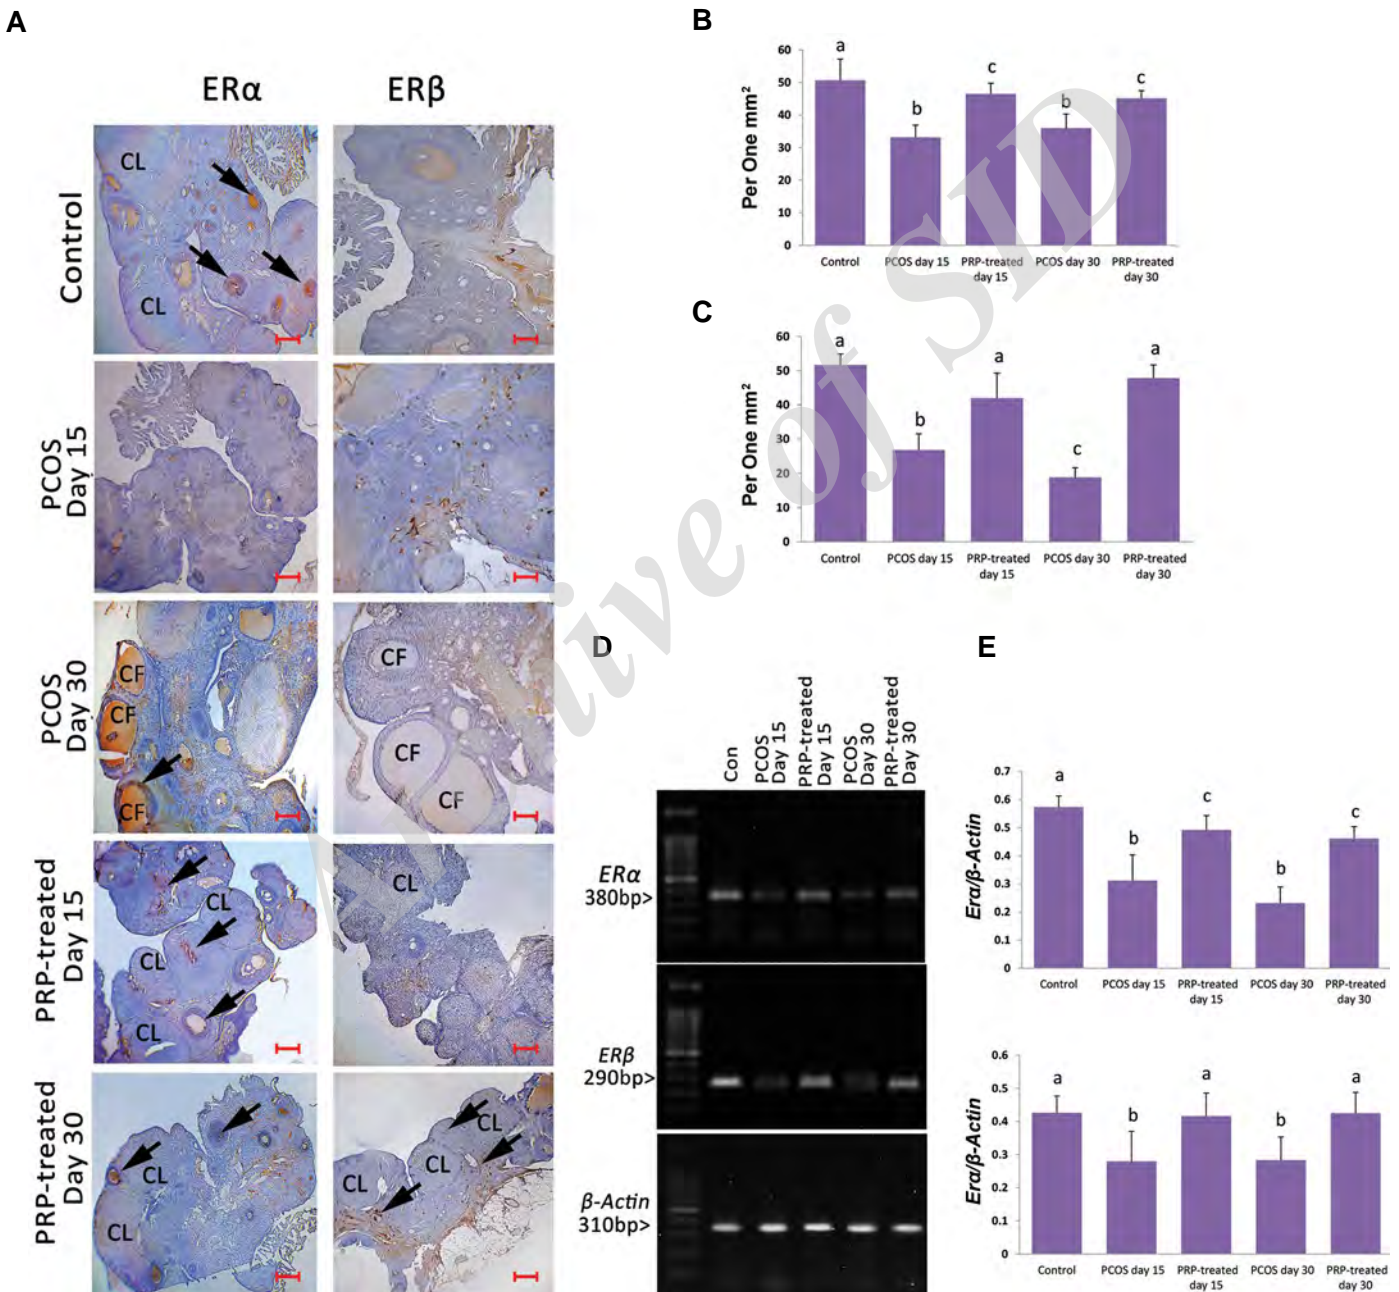 A
ERα
ERβ
Control
CL
CL
PCOS
Day 15
PCOS
Day 30
CF
CF
CF
CF
CF
CF
PRP-treated
Day 15
CL
CL
CL
CL
PRP-treated
Day 30
CL
CL
CL
CL
CL
B
Per One mm²
60
50
40
30
20
10
0
a
b
c
b
c
Control
PCOS day 15
PRP-treated
day 15
PCOS day 30
PRP-treated
day 30
C
Per One mm²
60
50
40
30
20
10
0
a
b
a
c
a
Control
PCOS day 15
PRP-treated
day 15
PCOS day 30
PRP-treated
day 30
D
Con
PCOS
Day 15
PRP-treated
Day 15
PCOS
Day 30
PRP-treated
Day 30
ERα
380bp>
ERβ
290bp>
β-Actin
310bp>
E
Erα/β-Actin
0.7
0.6
0.5
0.4
0.3
0.2
0.1
0
a
b
c
b
c
Control
PCOS day 15
PRP-treated
day 15
PCOS day 30
PRP-treated
day 30
Erα/β-Actin
0.6
0.5
0.4
0.3
0.2
0.1
0
a
b
a
b
a
Control
PCOS day 15
PRP-treated
day 15
PCOS day 30
PRP-treated
day 30
Archive of SID